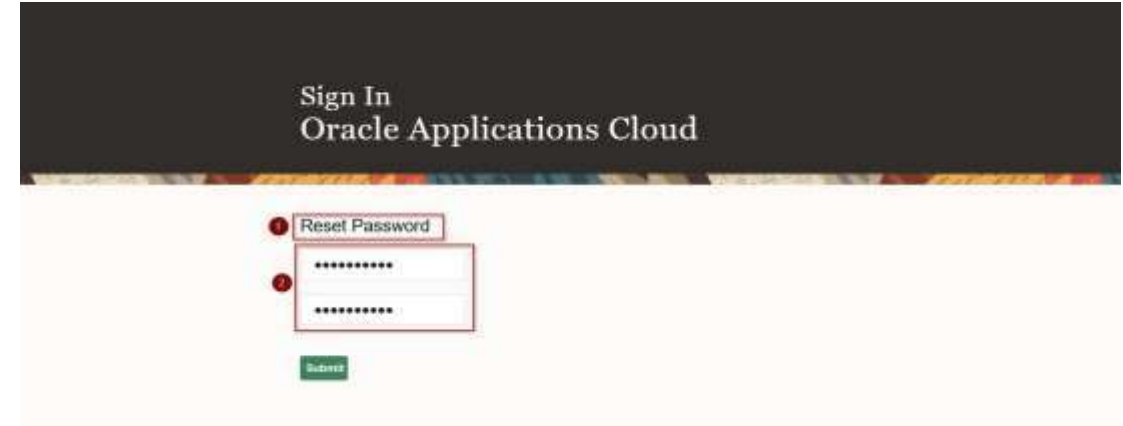 Sign In
Oracle Applications Cloud
1 Reset Password
••••••••••
2
••••••••••
Submit